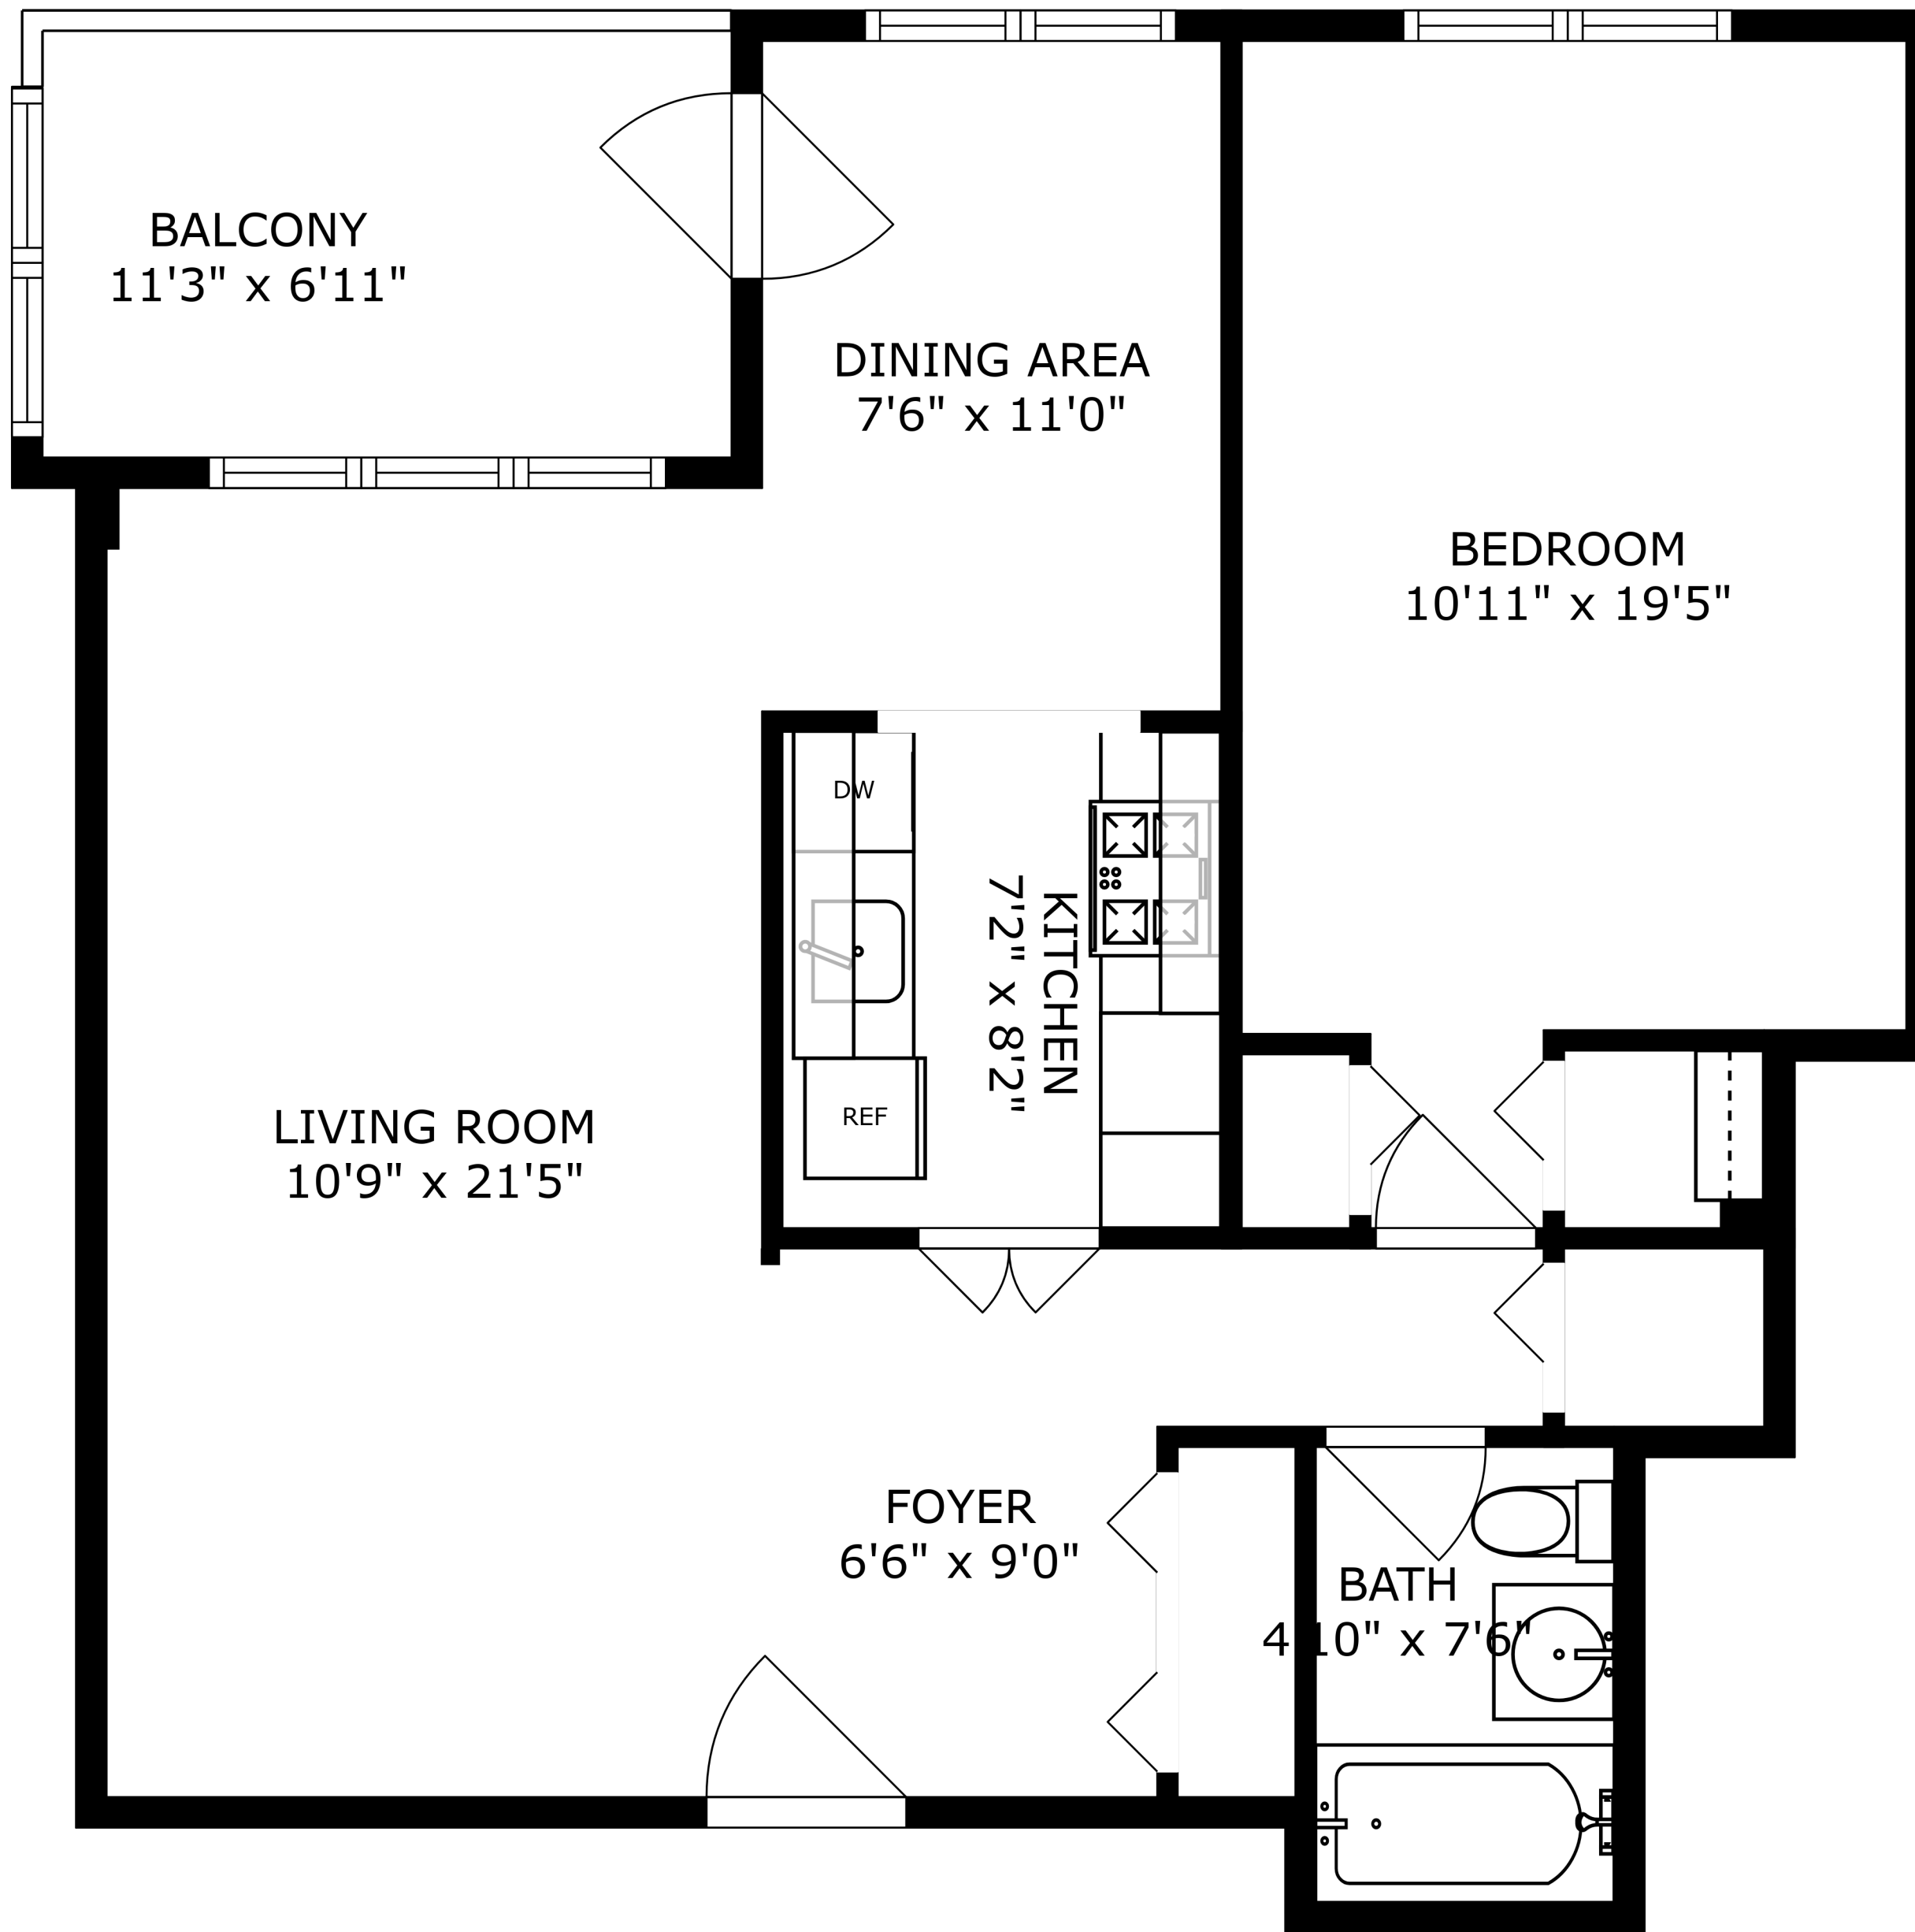 BALCONY
11'3" x 6'11"
DINING AREA
7'6" x 11'0"
BEDROOM
10'11" x 19'5"
DW
KITCHEN
7'2" x 8'2"
REF
LIVING ROOM
10'9" x 21'5"
FOYER
6'6" x 9'0"
BATH
4'10" x 7'6"